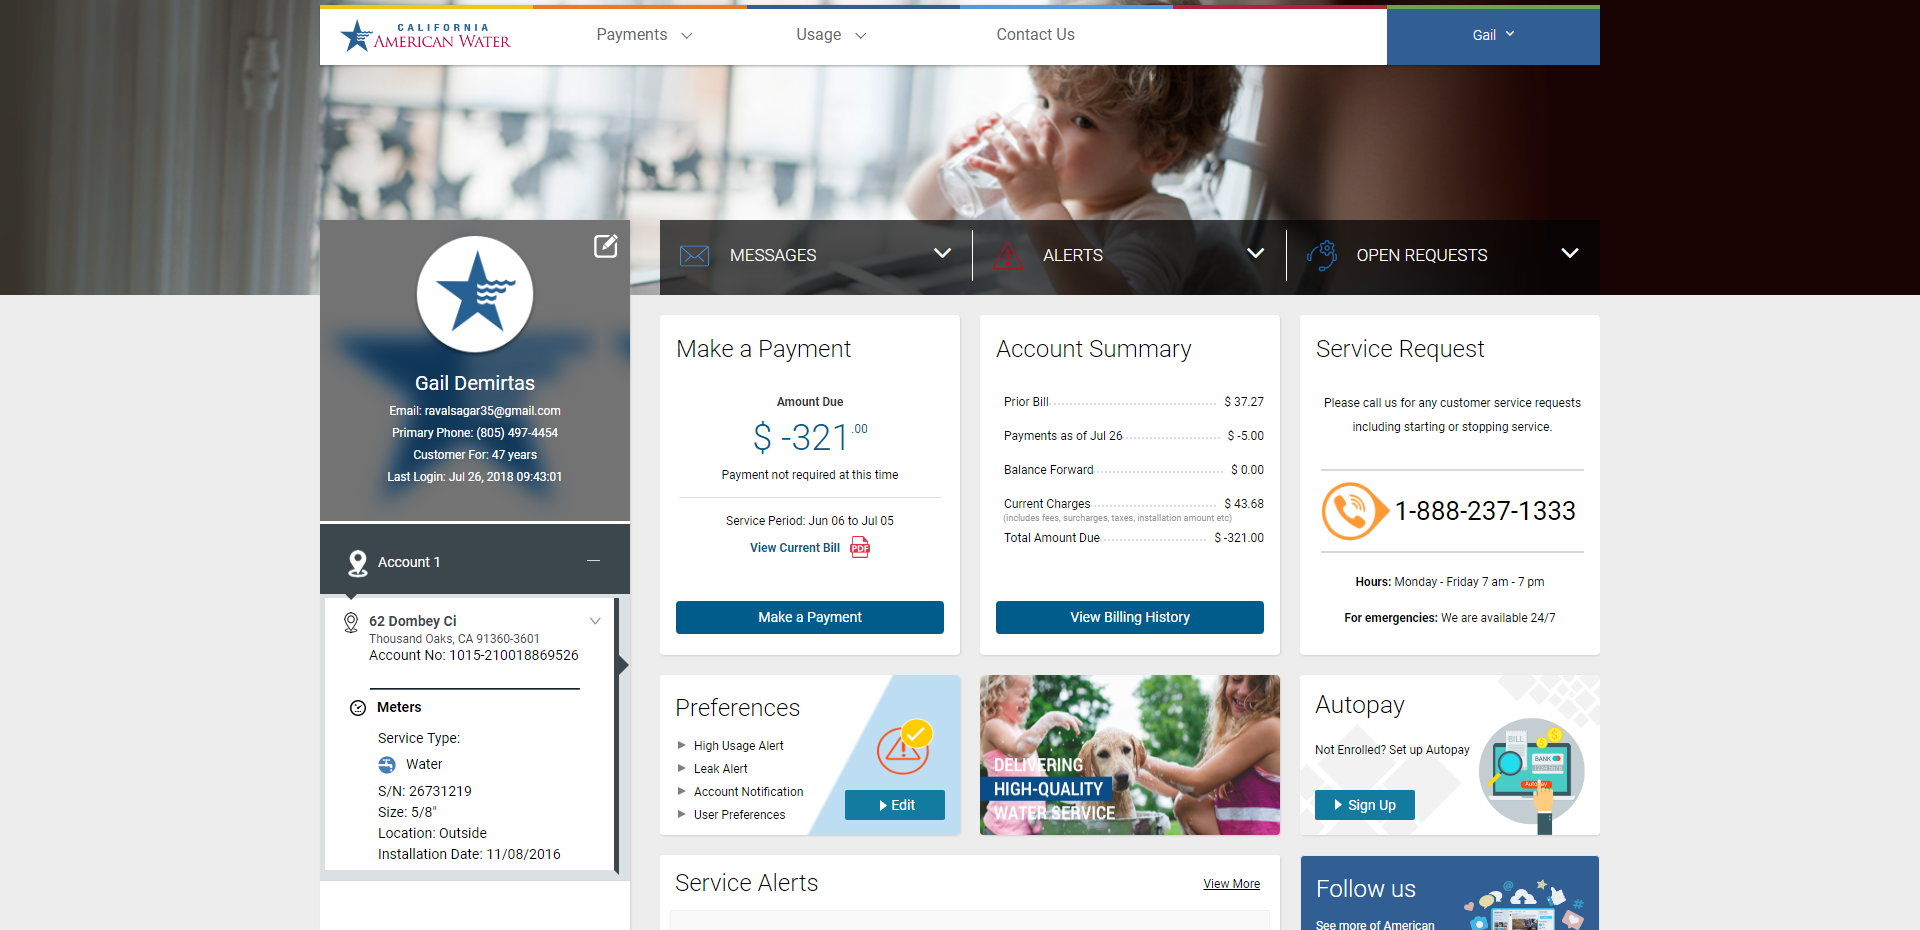 CALIFORNIA
AMERICAN WATER
Payments
Usage
Contact Us
Gail
MESSAGES
ALERTS
OPEN REQUESTS
Gail Demirtas
Email: ravalsagar35@gmail.com
Primary Phone: (805) 497-4454
Customer For: 47 years
Last Login: Jul 26, 2018 09:43:01
Account 1
62 Dombey Ci
Thousand Oaks, CA 91360-3601
Account No: 1015-210018869526
Meters
Service Type:
Water
S/N: 26731219
Size: 5/8"
Location: Outside
Installation Date: 11/08/2016
Make a Payment
Amount Due
$ -321.00
Payment not required at this time
Service Period: Jun 06 to Jul 05
View Current Bill PDF
Make a Payment
Account Summary
Prior Bill $ 37.27
Payments as of Jul 26 $ -5.00
Balance Forward $ 0.00
Current Charges $ 43.68
(includes fees, surcharges, taxes, installation amount etc)
Total Amount Due $ -321.00
View Billing History
Service Request
Please call us for any customer service requests
including starting or stopping service.
1-888-237-1333
Hours: Monday - Friday 7 am - 7 pm
For emergencies: We are available 24/7
Preferences
High Usage Alert
Leak Alert
Account Notification
User Preferences
Edit
DELIVERING
HIGH-QUALITY
WATER SERVICE
Autopay
Not Enrolled? Set up Autopay
Sign Up
BILL
BANK
Service Alerts
View More
Follow us
See more of American